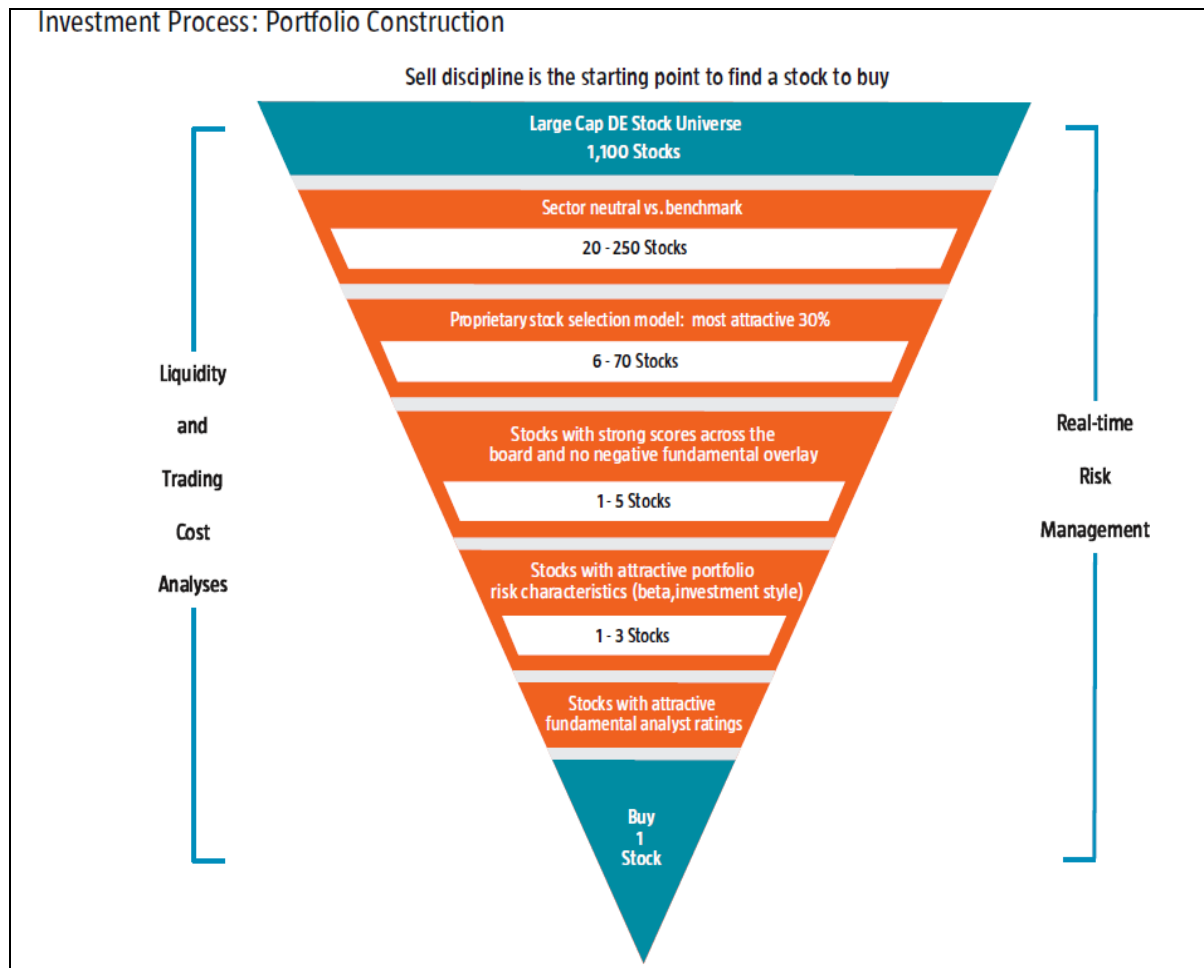 Investment Process: Portfolio Construction
Sell discipline is the starting point to find a stock to buy
Large Cap DE Stock Universe
1,100 Stocks
Sector neutral vs. benchmark
20 - 250 Stocks
Proprietary stock selection model: most attractive 30%
6 - 70 Stocks
Stocks with strong scores across the
board and no negative fundamental overlay
1 - 5 Stocks
Stocks with attractive portfolio
risk characteristics (beta,investment style)
1 - 3 Stocks
Stocks with attractive
fundamental analyst ratings
Buy
1
Stock
Liquidity
and
Trading
Cost
Analyses
Real-time
Risk
Management